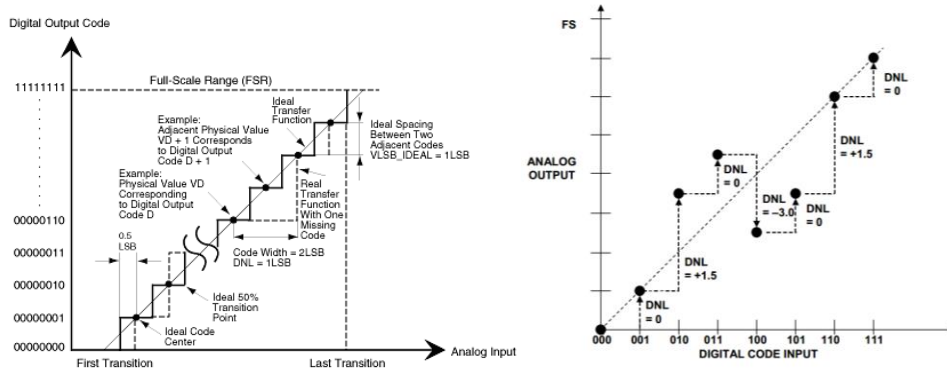 Digital Output Code
11111111
Full-Scale Range (FSR)
Example:
Adjacent Physical Value
VD + 1 Corresponds
to Digital Output
Code D + 1
Ideal
Transfer
Function
Ideal Spacing
Between Two
Adjacent Codes
VLSB_IDEAL = 1LSB
Example:
Physical Value VD
Corresponding
to Digital Output
Code D
Real
Transfer
Function
With One
Missing
Code
00000110
0.5
LSB
Code Width = 2LSB
DNL = 1LSB
00000011
00000010
Ideal 50%
Transition
Point
00000001
Ideal Code
Center
00000000
Analog Input
First Transition
Last Transition
FS
ANALOG
OUTPUT
DNL
= 0
DNL
= +1.5
DNL
= 0
DNL
= –3.0
DNL
= 0
DNL
= +1.5
DNL
= 0
000
001
010
011
100
101
110
111
DIGITAL CODE INPUT